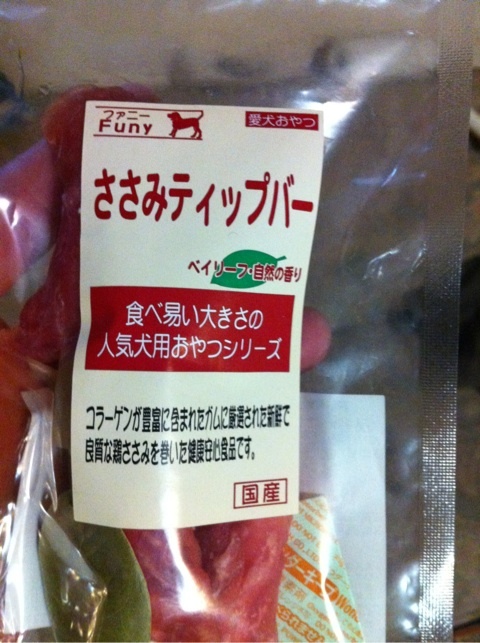 ファニー
Funy
愛犬おやつ
ささみティップバー
ベイリーフ・自然の香り
食べ易い大きさの
人気犬用おやつシリーズ
コラーゲンが豊富に含まれたガムに厳選された新鮮で
良質な鶏ささみを巻いた健康安心食品です。
国産